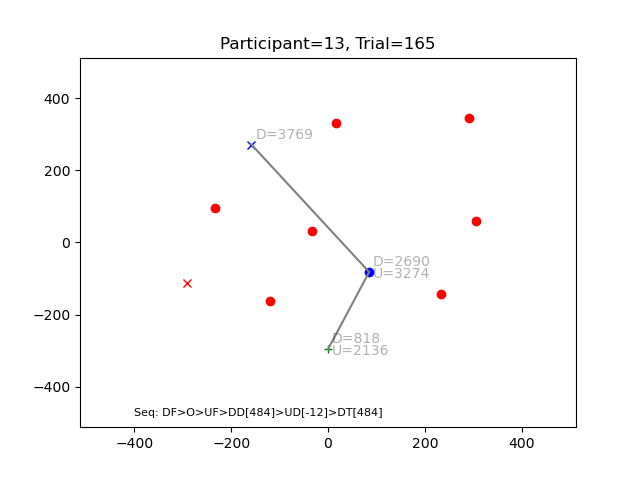 Participant=13, Trial=165
400
200
0
−200
−400
D=3769
D=2690
U=3274
D=818
U=2136
Seq: DF>O>UF>DD[484]>UD[-12]>DT[484]
−400
−200
0
200
400